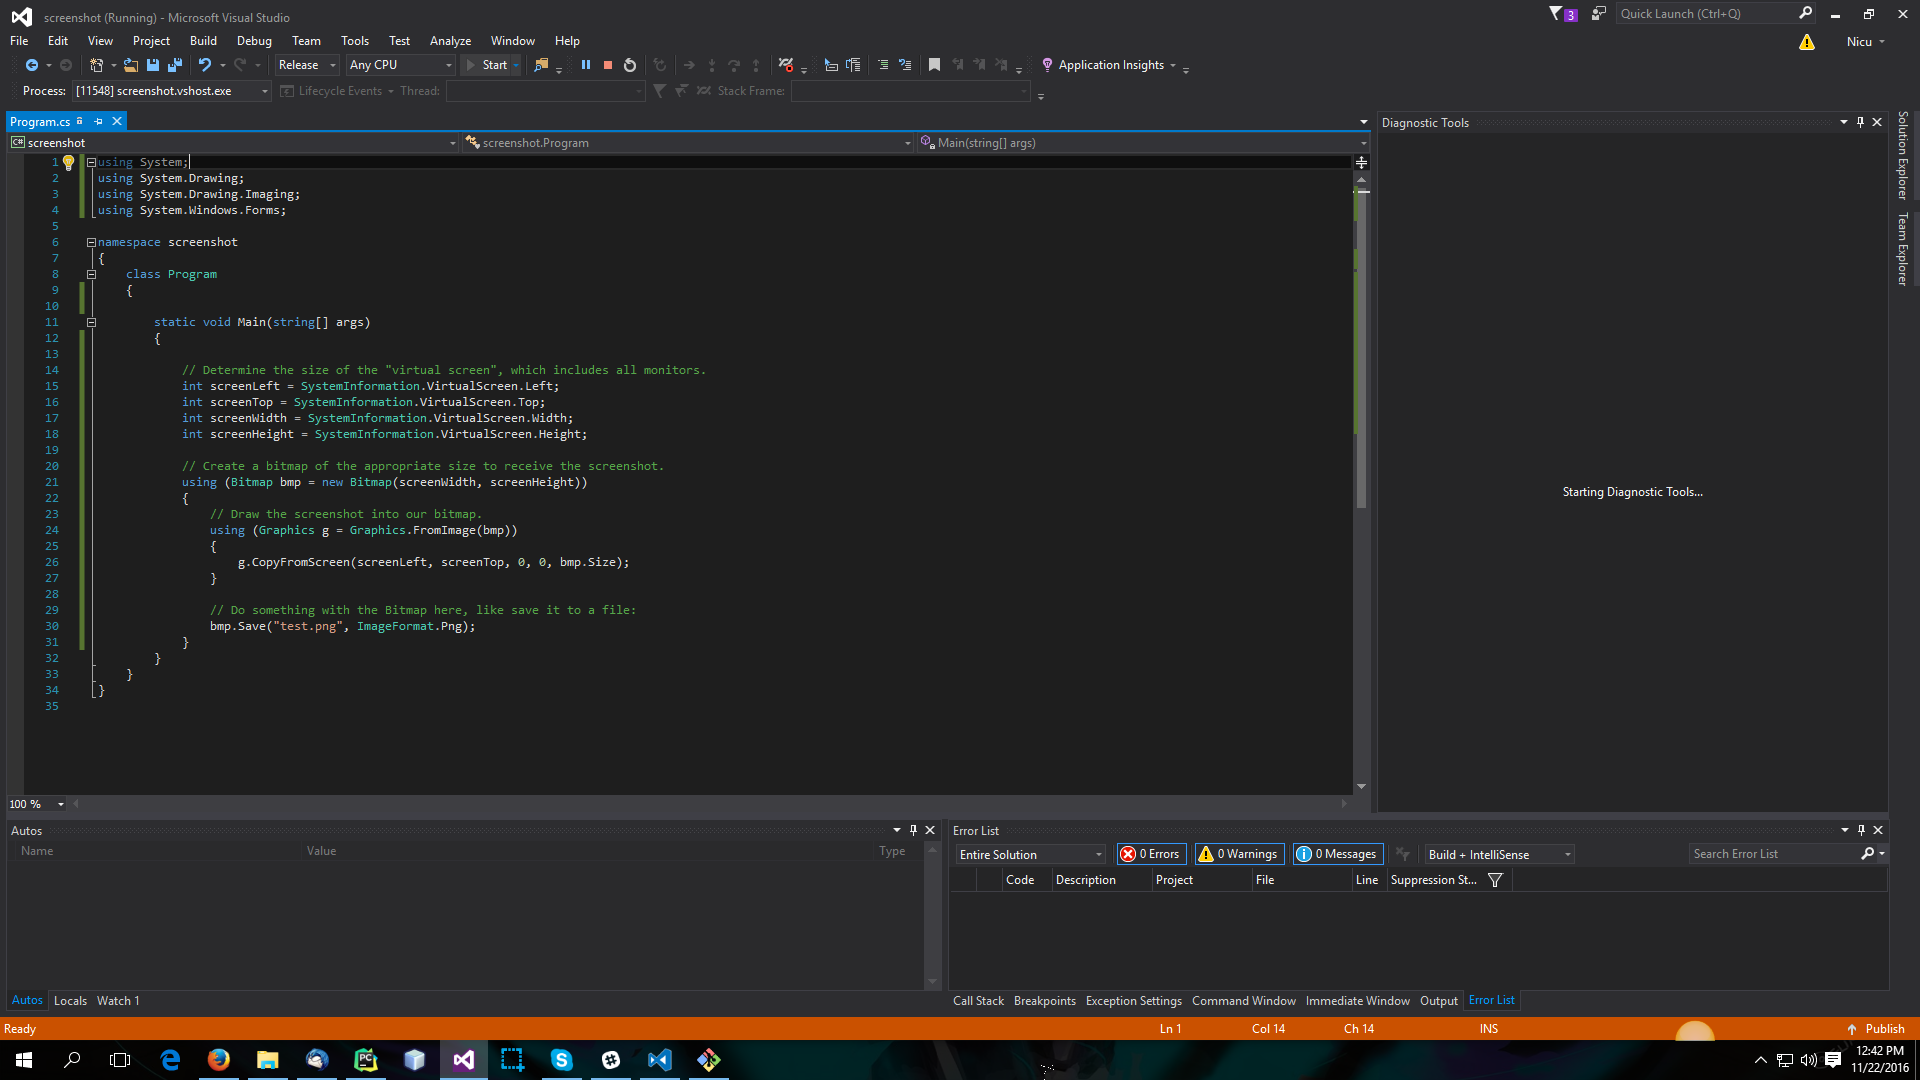 screenshot (Running) - Microsoft Visual Studio
3
Quick Launch (Ctrl+Q)
File Edit View Project Build Debug Team Tools Test Analyze Window Help
Nicu
Release Any CPU Start Application Insights
Process: [11548] screenshot.vshost.exe Lifecycle Events Thread: Stack Frame:
Program.cs
Diagnostic Tools
C# screenshot screenshot.Program Main(string[] args)
1 using System;
2 using System.Drawing;
3 using System.Drawing.Imaging;
4 using System.Windows.Forms;
5
6 namespace screenshot
7 {
8 class Program
9 {
10
11 static void Main(string[] args)
12 {
13
14 // Determine the size of the "virtual screen", which includes all monitors.
15 int screenLeft = SystemInformation.VirtualScreen.Left;
16 int screenTop = SystemInformation.VirtualScreen.Top;
17 int screenWidth = SystemInformation.VirtualScreen.Width;
18 int screenHeight = SystemInformation.VirtualScreen.Height;
19
20 // Create a bitmap of the appropriate size to receive the screenshot.
21 using (Bitmap bmp = new Bitmap(screenWidth, screenHeight))
22 {
23 // Draw the screenshot into our bitmap.
24 using (Graphics g = Graphics.FromImage(bmp))
25 {
26 g.CopyFromScreen(screenLeft, screenTop, 0, 0, bmp.Size);
27 }
28
29 // Do something with the Bitmap here, like save it to a file:
30 bmp.Save("test.png", ImageFormat.Png);
31 }
32 }
33 }
34 }
35
100 %
Starting Diagnostic Tools...
Solution Explorer
Team Explorer
Autos
Name Value Type
Autos Locals Watch 1
Error List
Entire Solution 0 Errors 0 Warnings 0 Messages Build + IntelliSense Search Error List
Code Description Project File Line Suppression St...
Call Stack Breakpoints Exception Settings Command Window Immediate Window Output Error List
Ready Ln 1 Col 14 Ch 14 INS Publish
PC
12:42 PM
11/22/2016